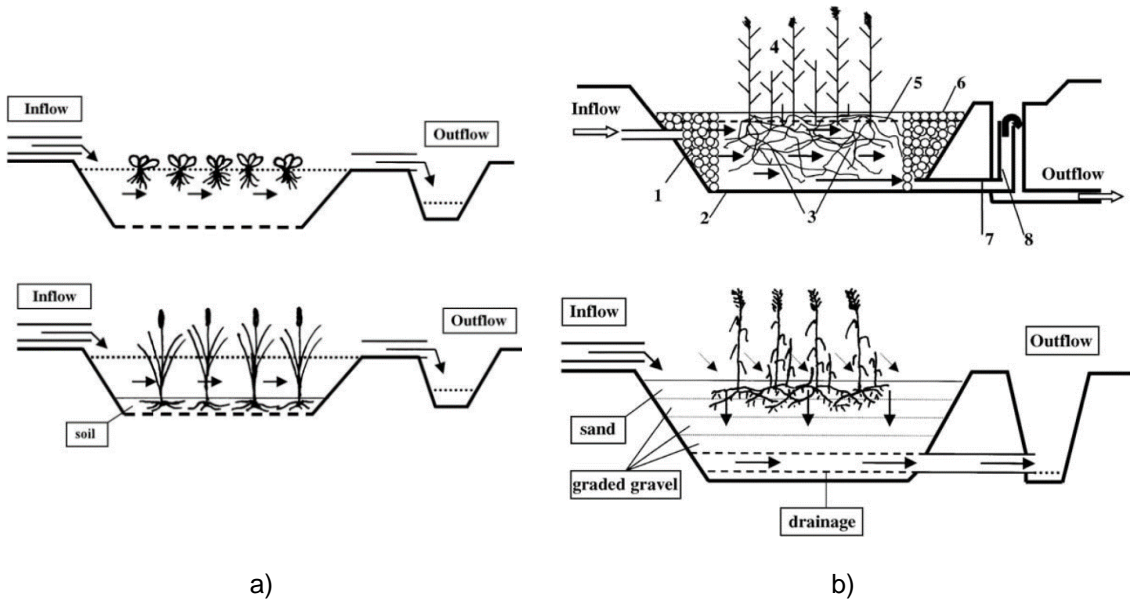 Inflow
Outflow
4
5
6
Inflow
Outflow
1
2
3
7
8
Inflow
Outflow
soil
Inflow
Outflow
sand
graded gravel
drainage
a)
b)